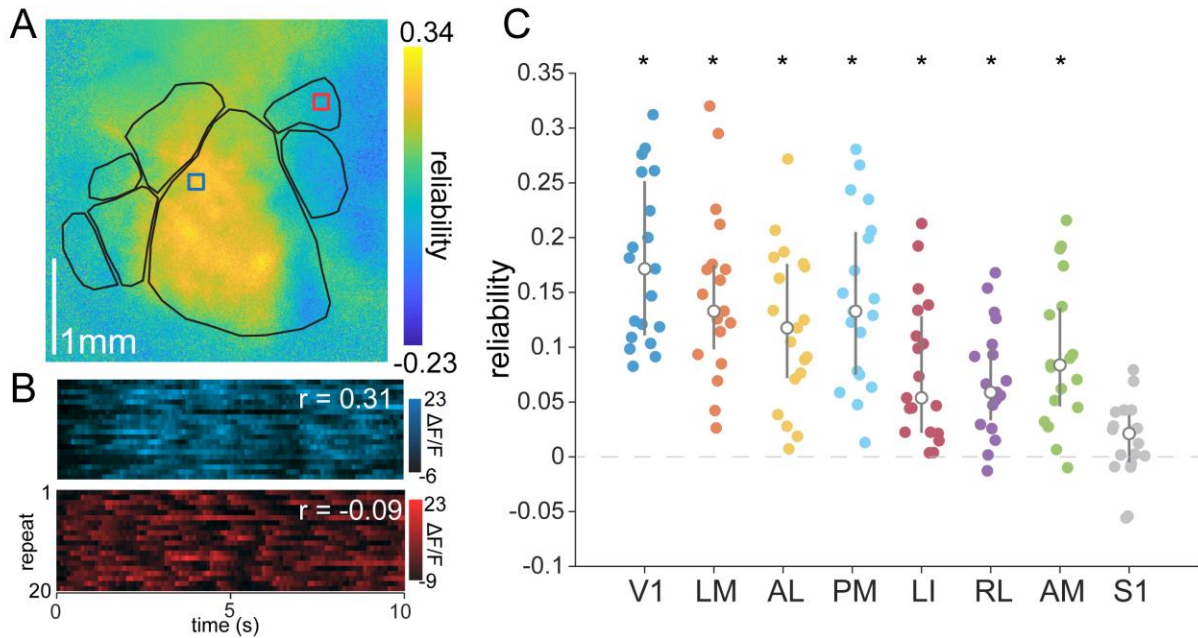 A
0.34
reliability
-0.23
1mm
B
r = 0.31
23
ΔF/F
-6
r = -0.09
23
ΔF/F
-9
1
repeat
20
0
5
10
time (s)
C
* * * * * * *
0.35
0.3
0.25
0.2
0.15
0.1
0.05
0
-0.05
-0.1
reliability
V1 LM AL PM LI RL AM S1